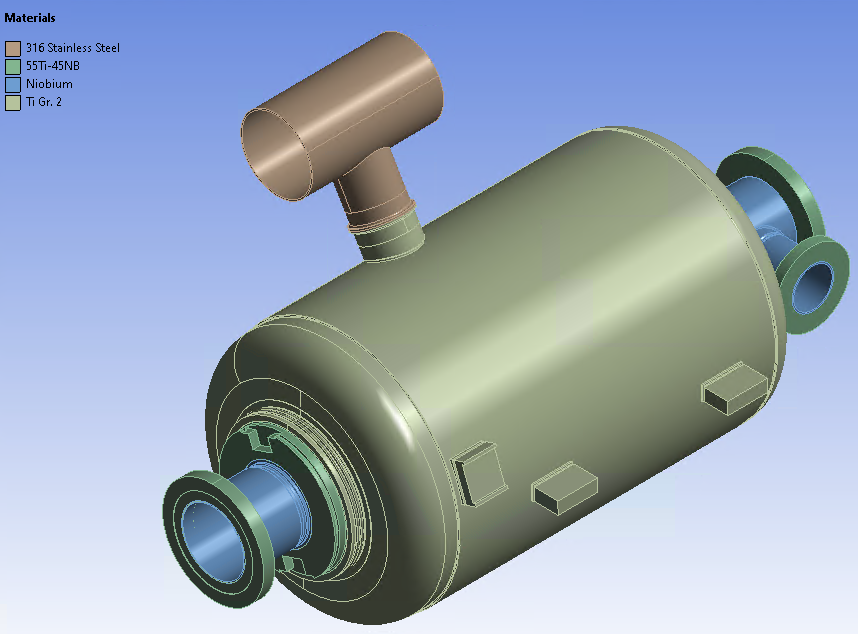 Materials
316 Stainless Steel
55Ti-45NB
Niobium
Ti Gr. 2